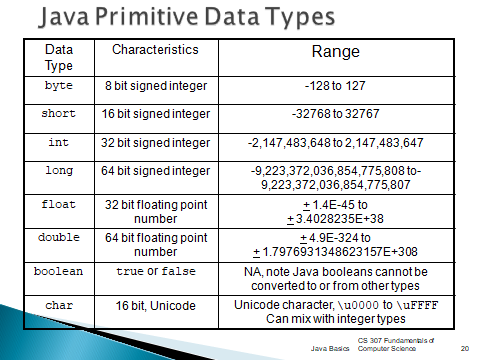 Java Primitive Data Types
Data Type Characteristics Range
byte 8 bit signed integer -128 to 127
short 16 bit signed integer -32768 to 32767
int 32 bit signed integer -2,147,483,648 to 2,147,483,647
long 64 bit signed integer -9,223,372,036,854,775,808 to-
9,223,372,036,854,775,807
float 32 bit floating point number + 1.4E-45 to
+ 3.4028235E+38
double 64 bit floating point number + 4.9E-324 to
+ 1.7976931348623157E+308
boolean true or false NA, note Java booleans cannot be
converted to or from other types
char 16 bit, Unicode Unicode character, \u0000 to \uFFFF
Can mix with integer types
Java Basics
CS 307 Fundamentals of
Computer Science
20